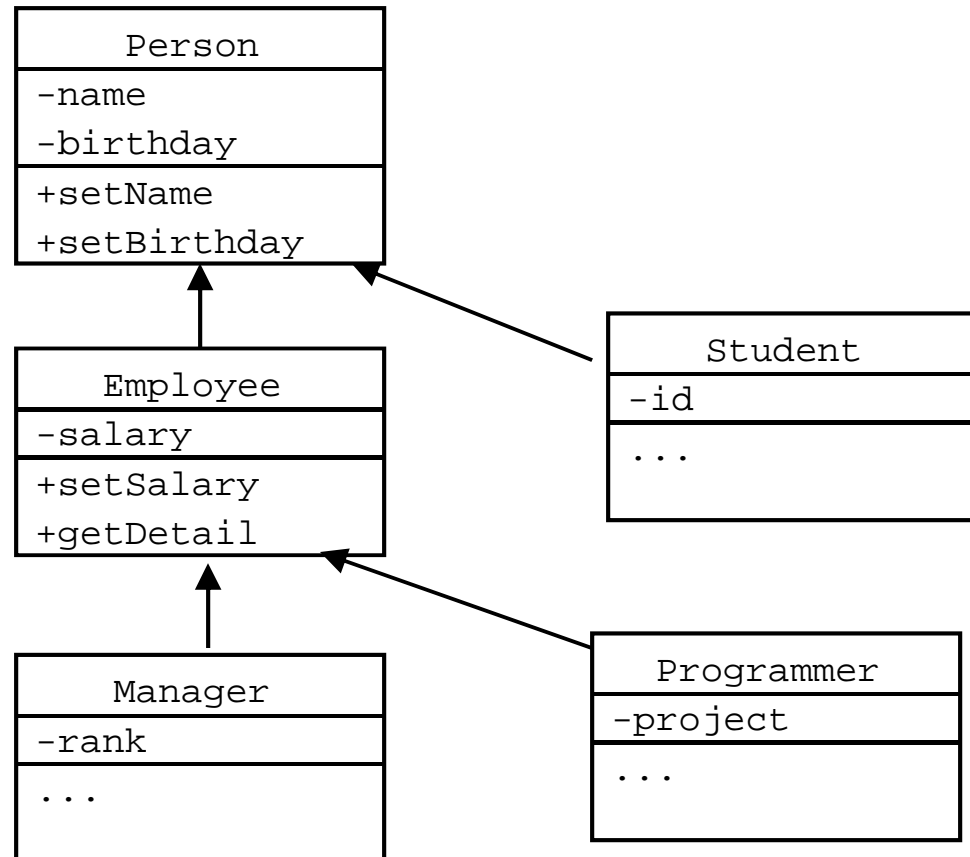 Person
-name
-birthday
+setName
+setBirthday
Employee
-salary
+setSalary
+getDetail
Student
-id
...
Manager
-rank
...
Programmer
-project
...